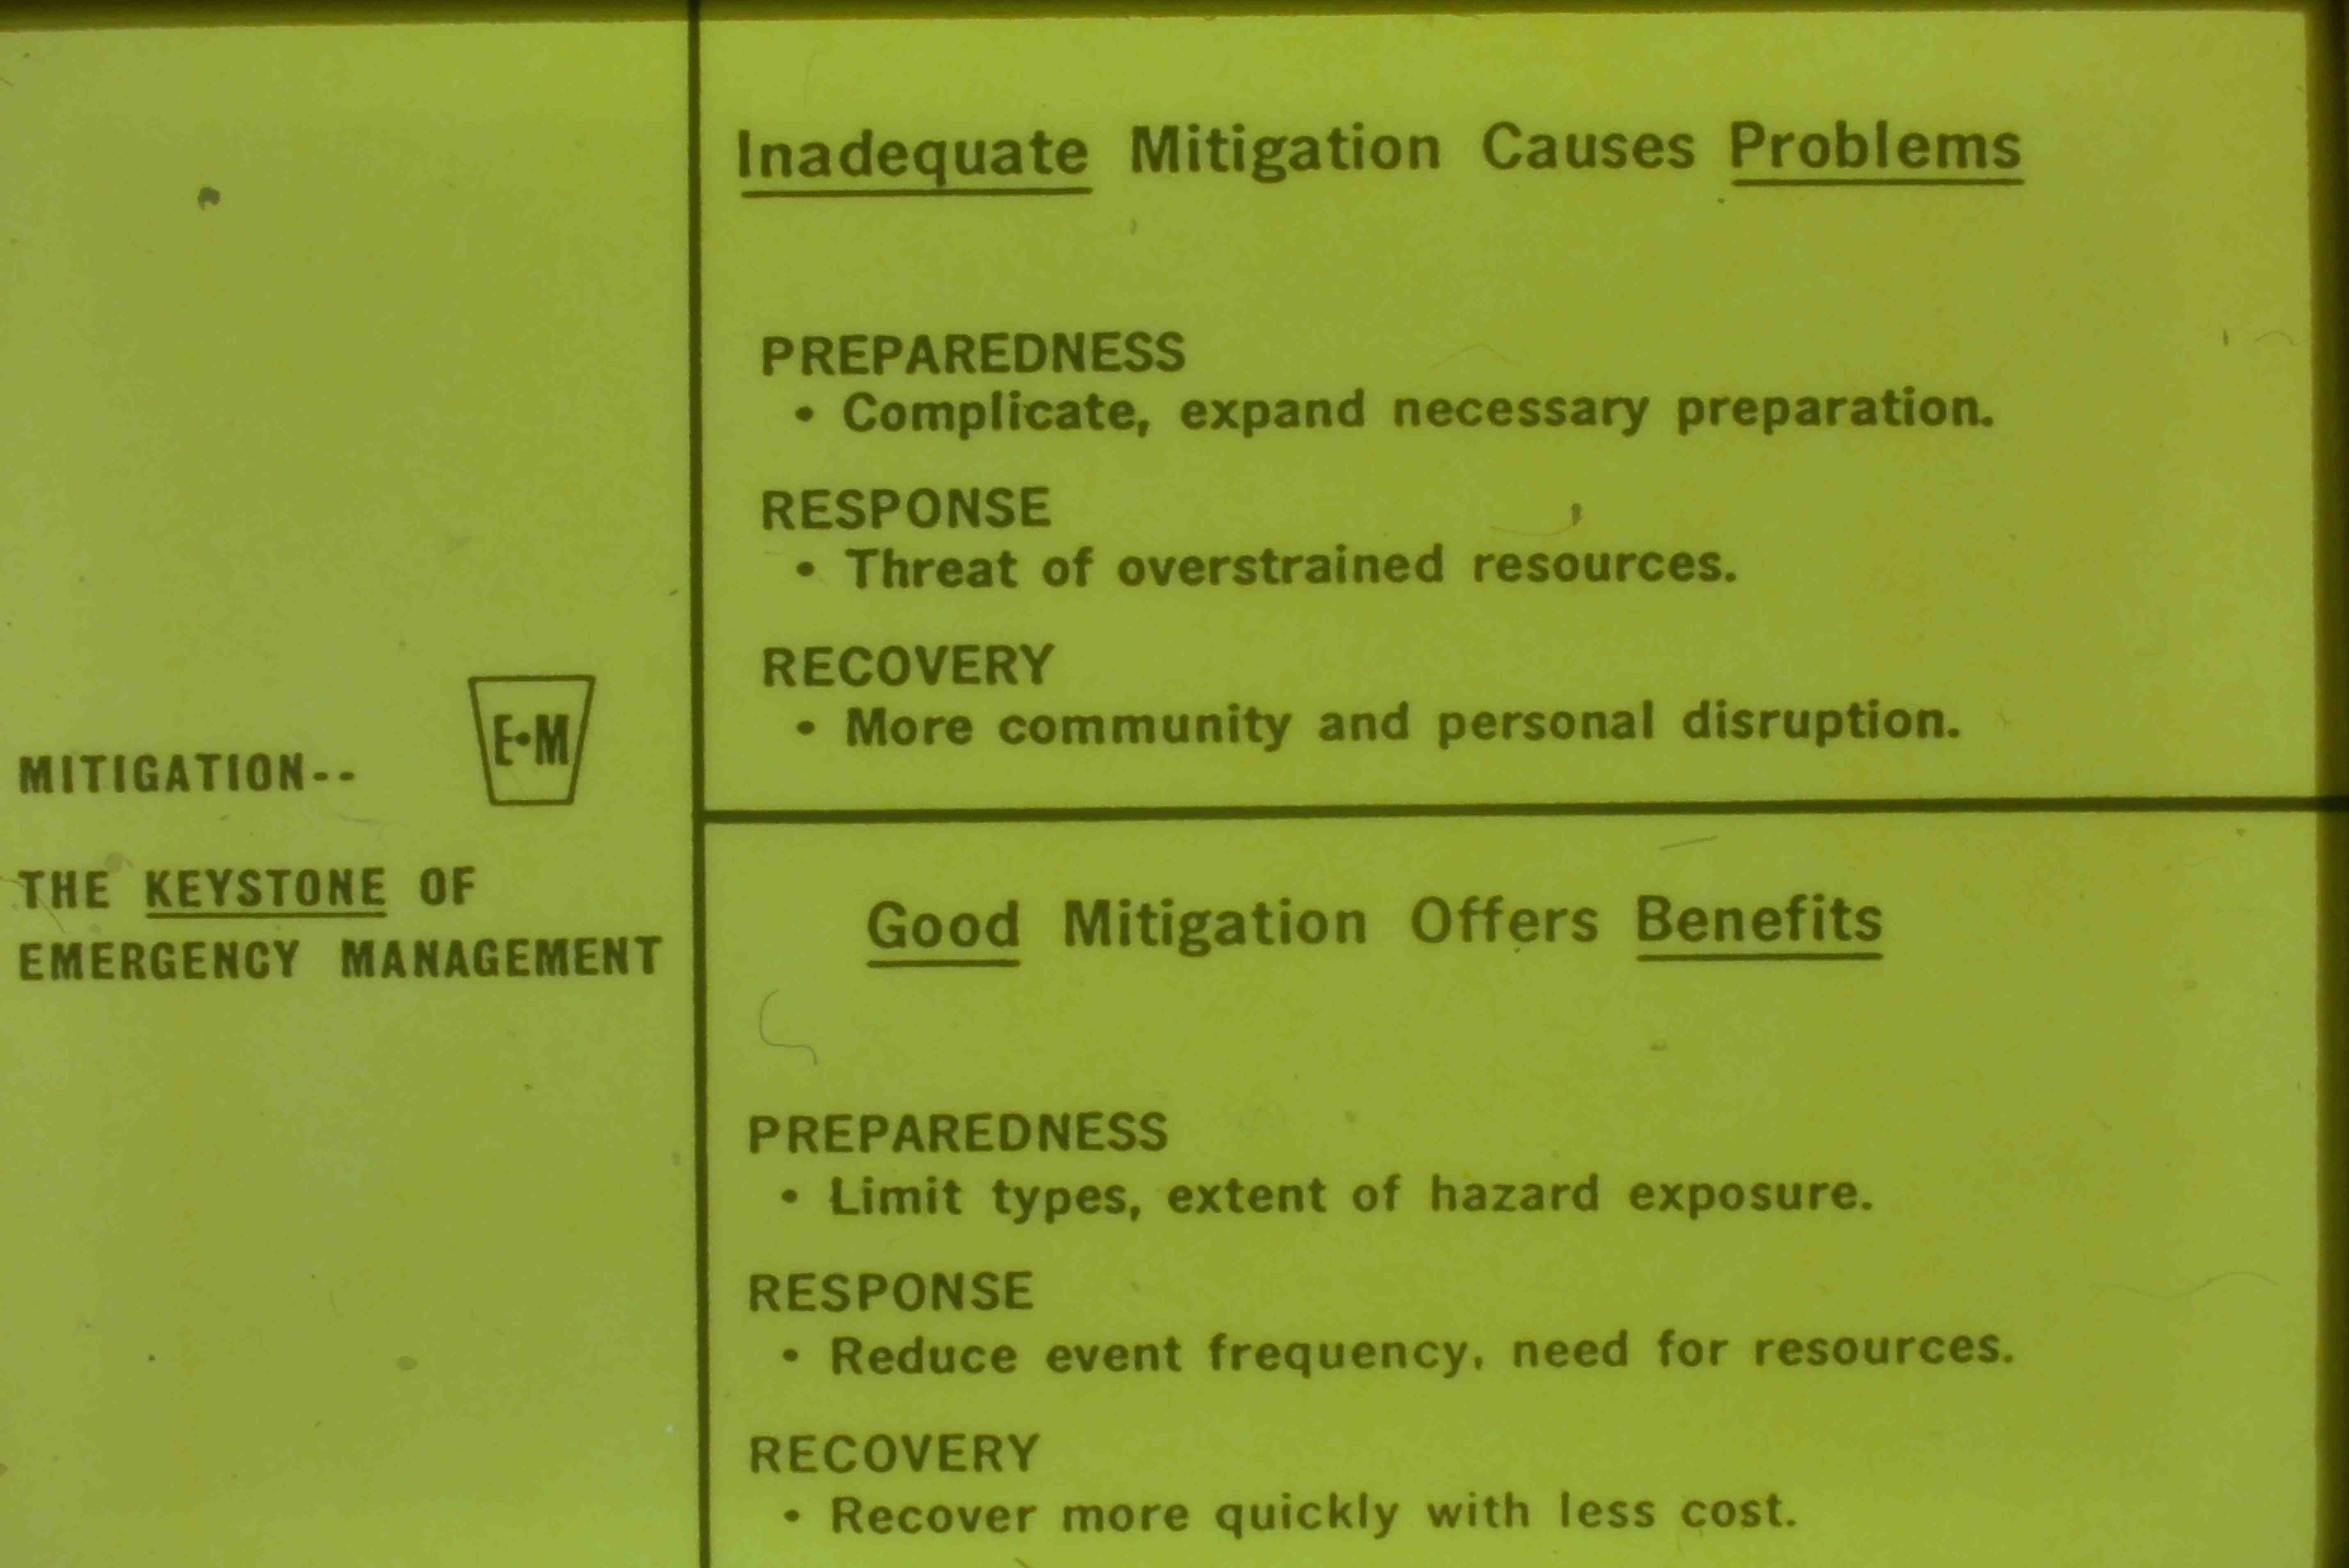 MITIGATION--
E•M
THE KEYSTONE OF
EMERGENCY MANAGEMENT
Inadequate Mitigation Causes Problems
PREPAREDNESS
• Complicate, expand necessary preparation.
RESPONSE
• Threat of overstrained resources.
RECOVERY
• More community and personal disruption.
Good Mitigation Offers Benefits
PREPAREDNESS
• Limit types, extent of hazard exposure.
RESPONSE
• Reduce event frequency, need for resources.
RECOVERY
• Recover more quickly with less cost.